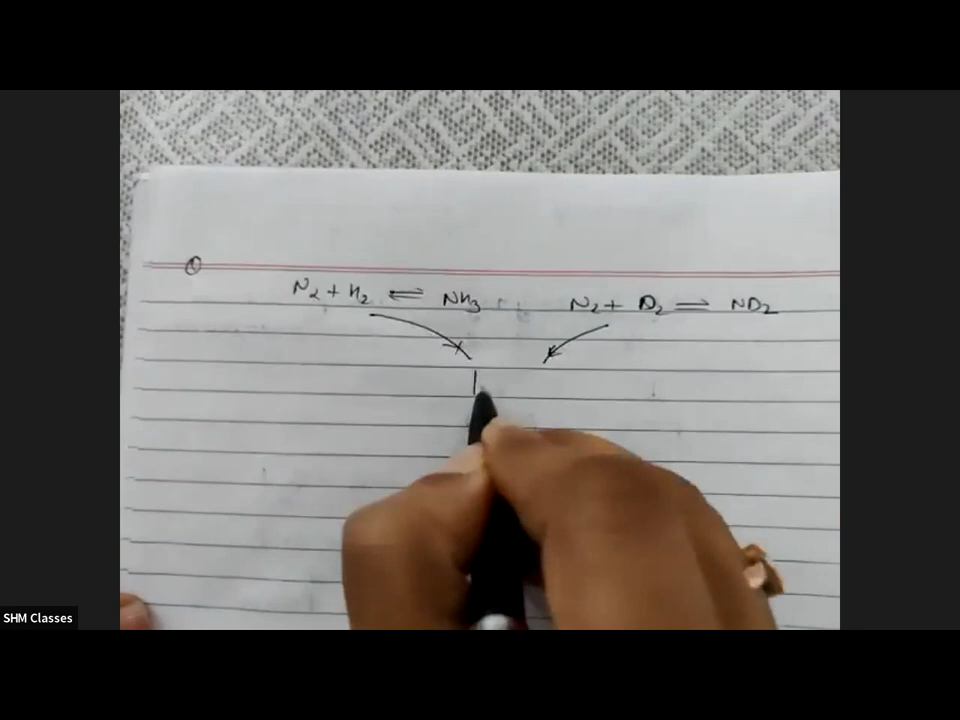 ①
N₂ + H₂ ⇌ NH₃ N₂ + D₂ ⇌ ND₂
SHM Classes